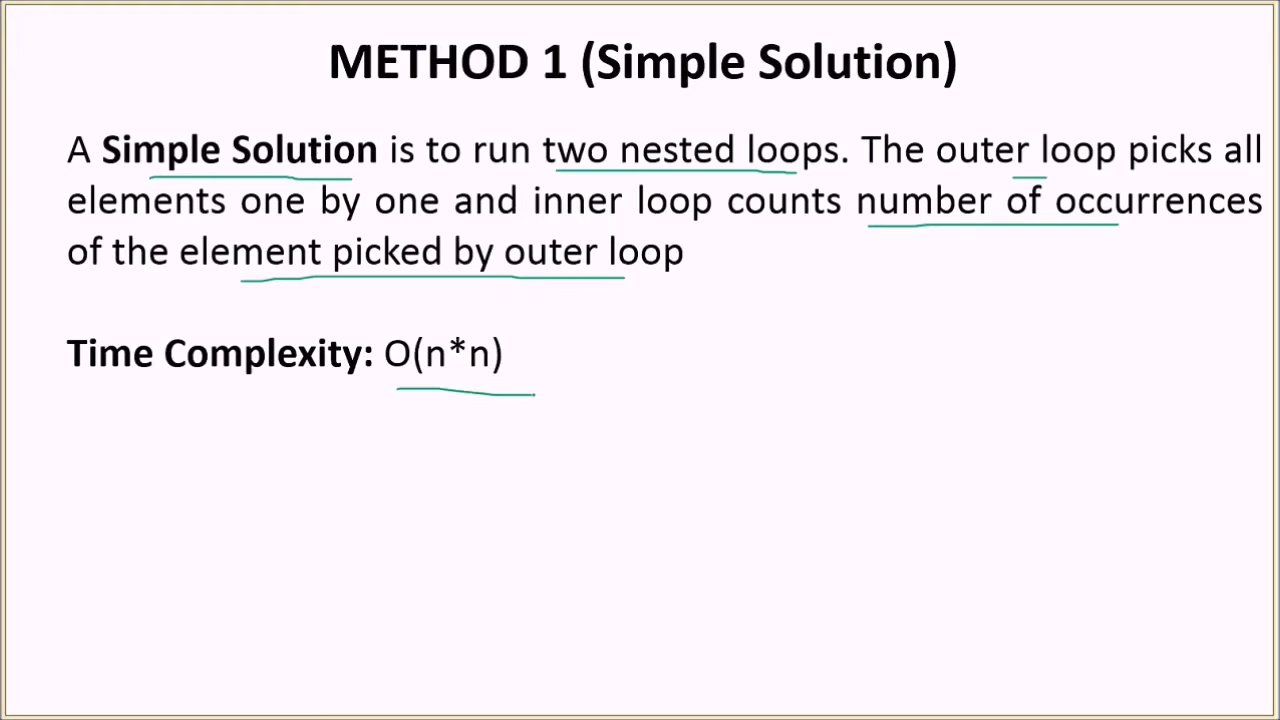 METHOD 1 (Simple Solution)
A Simple Solution is to run two nested loops. The outer loop picks all
elements one by one and inner loop counts number of occurrences
of the element picked by outer loop
Time Complexity: O(n*n)